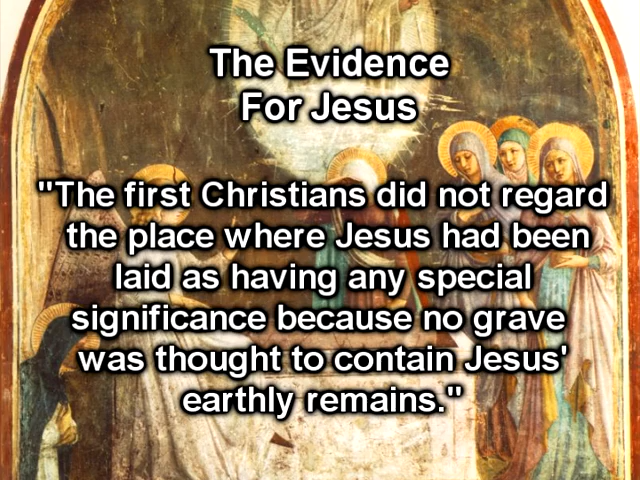 The Evidence
For Jesus
"The first Christians did not regard
the place where Jesus had been
laid as having any special
significance because no grave
was thought to contain Jesus'
earthly remains."